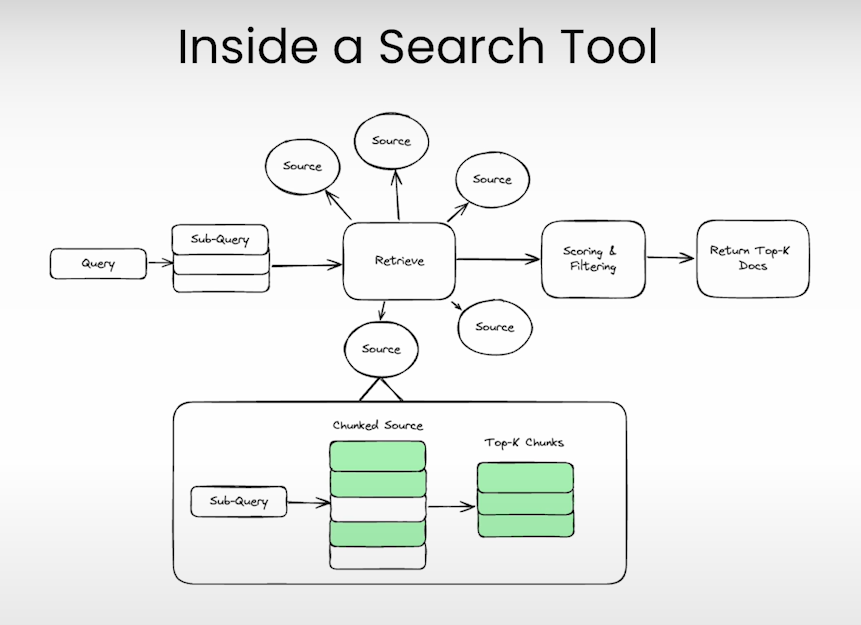 Inside a Search Tool
Source
Source
Source
Query
Sub-Query
Retrieve
Scoring &
Filtering
Return Top-K
Docs
Source
Source
Chunked Source
Top-K Chunks
Sub-Query